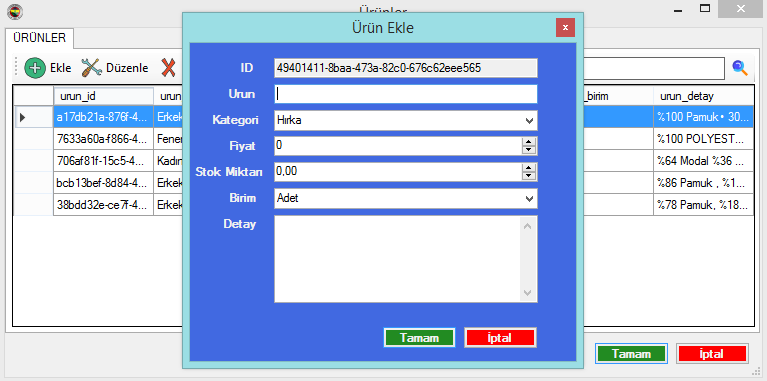 Ürünler
Ürün Ekle
x
ÜRÜNLER
Ekle Düzenle
urun_id urun _birim urun_detay
a17db21a-876f-4... Erkek %100 Pamuk• 30...
7633a60a-f866-4... Fener %100 POLYEST...
706af81f-15c5-4... Kadın %64 Modal %36 ...
bcb13bef-8d84-4... Erkek %86 Pamuk , %1...
38bdd32e-ce7f-4... Erkek %78 Pamuk, %18...
ID 49401411-8baa-473a-82c0-676c62eee565
Urun
Kategori Hırka
Fiyat 0
Stok Miktarı 0,00
Birim Adet
Detay
Tamam İptal
Tamam İptal